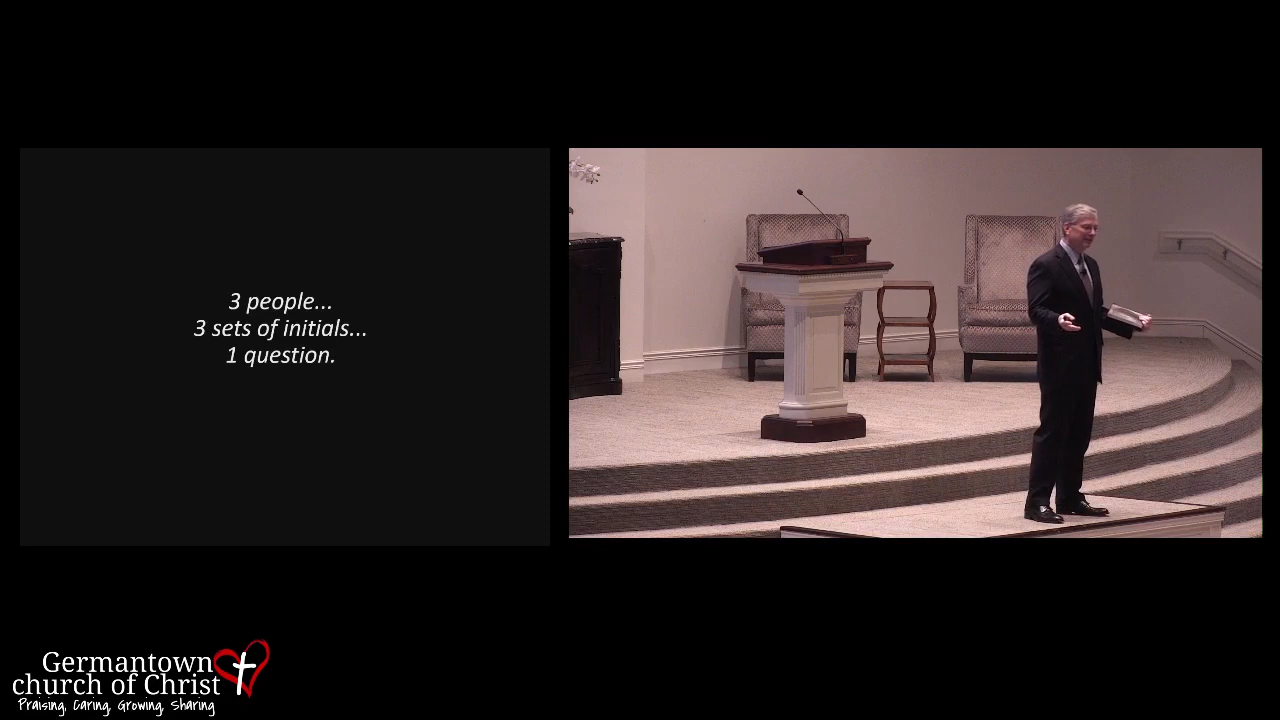 3 people...
3 sets of initials...
1 question.
Germantown
church of Christ
Praising, Caring, Growing, Sharing